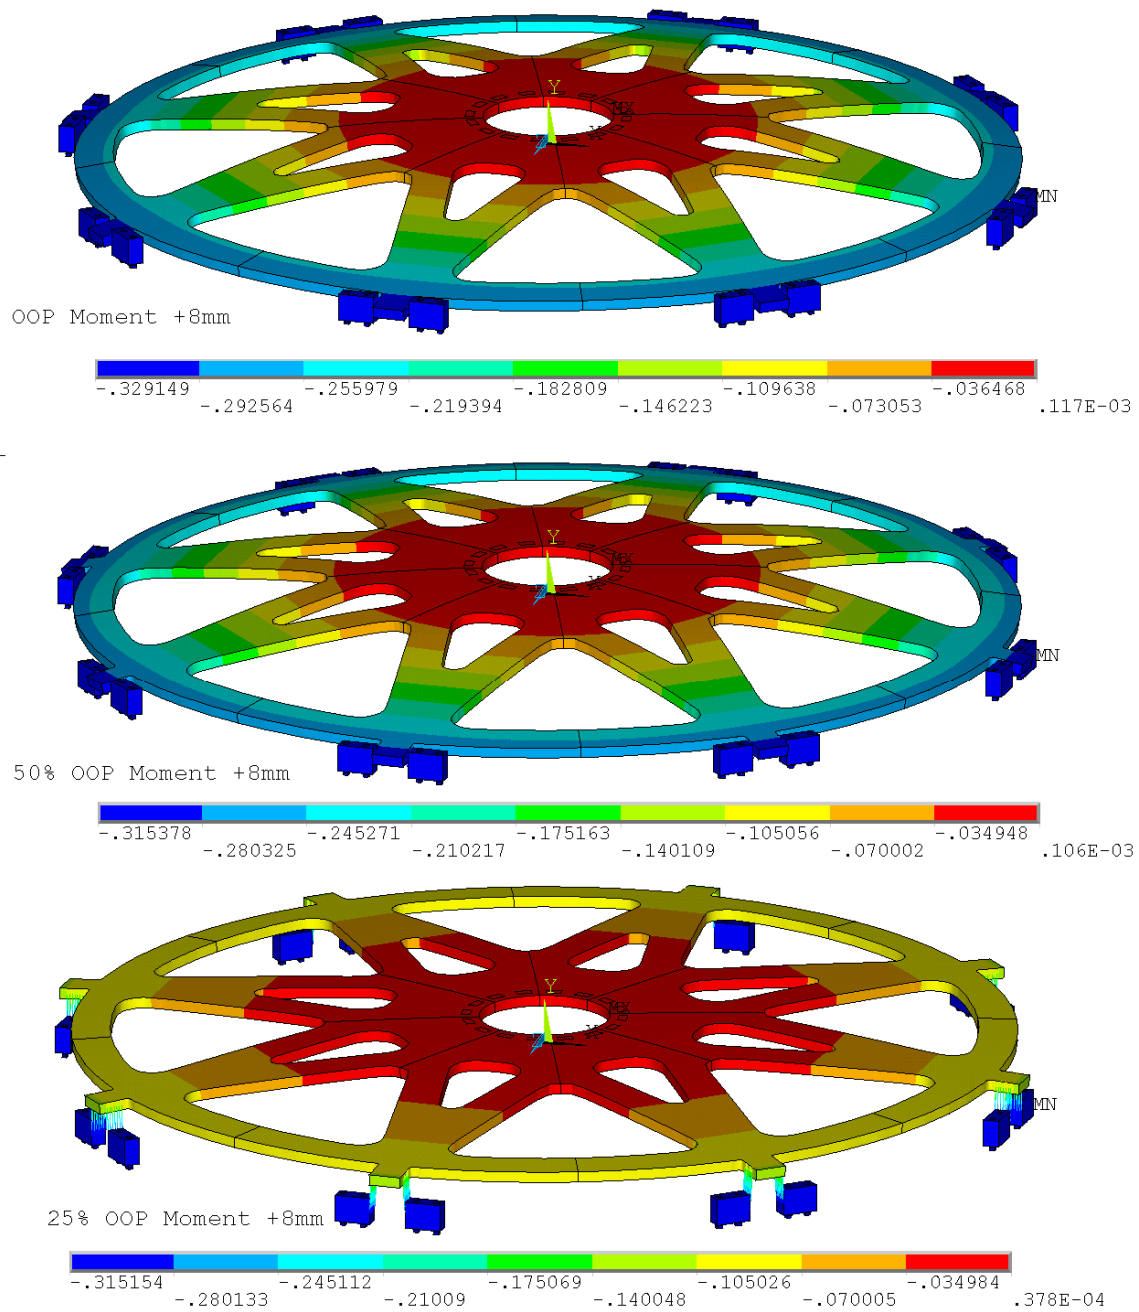 Y
MX
X
Z
MN
OOP Moment +8mm
-.329149 -.255979 -.182809 -.109638 -.036468
-.292564 -.219394 -.146223 -.073053 .117E-03
Y
MX
X
Z
MN
50% OOP Moment +8mm
-.315378 -.245271 -.175163 -.105056 -.034948
-.280325 -.210217 -.140109 -.070002 .106E-03
Y
MX
X
Z
MN
25% OOP Moment +8mm
-.315154 -.245112 -.175069 -.105026 -.034984
-.280133 -.21009 -.140048 -.070005 .378E-04